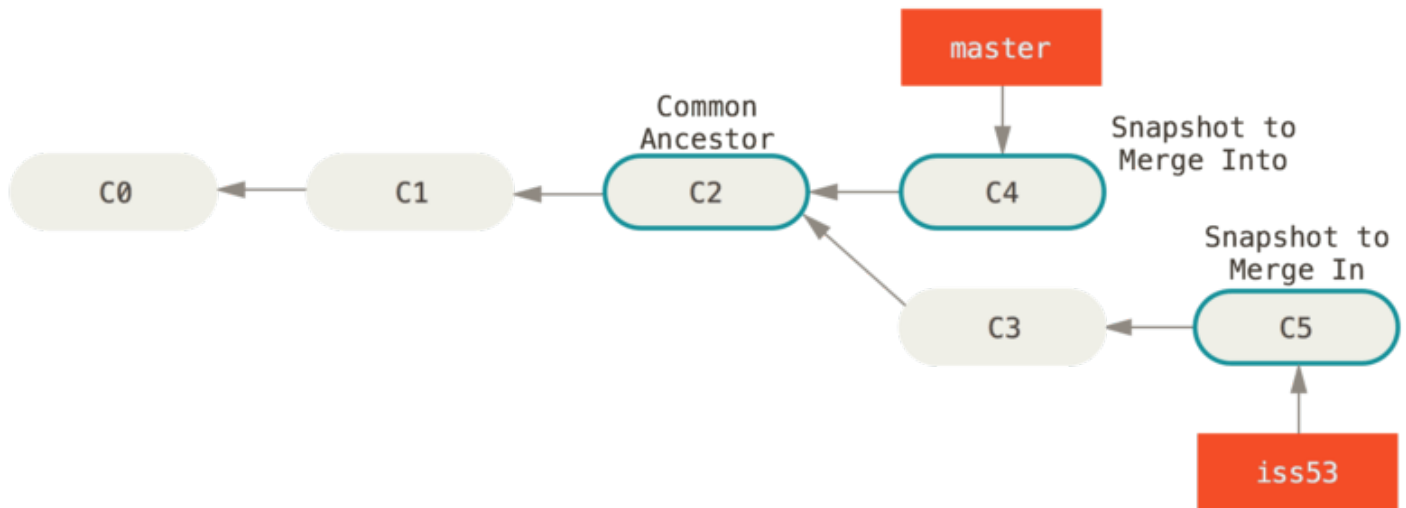 master
Common
Ancestor
Snapshot to
Merge Into
C0
C1
C2
C4
Snapshot to
Merge In
C3
C5
iss53